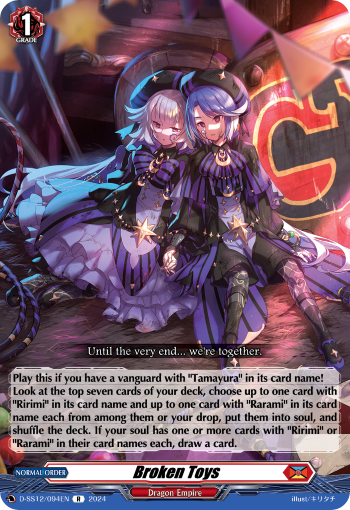 1
GRADE
Until the very end... we're together.
Play this if you have a vanguard with "Tamayura" in its card name!
Look at the top seven cards of your deck, choose up to one card with
"Ririmi" in its card name and up to one card with "Rarami" in its card
name each from among them or your drop, put them into soul, and
shuffle the deck. If your soul has one or more cards with "Ririmi" or
"Rarami" in their card names each, draw a card.
NORMAL ORDER
Broken Toys
Dragon Empire
D-SS12/094EN R 2024
illust/キリタチ